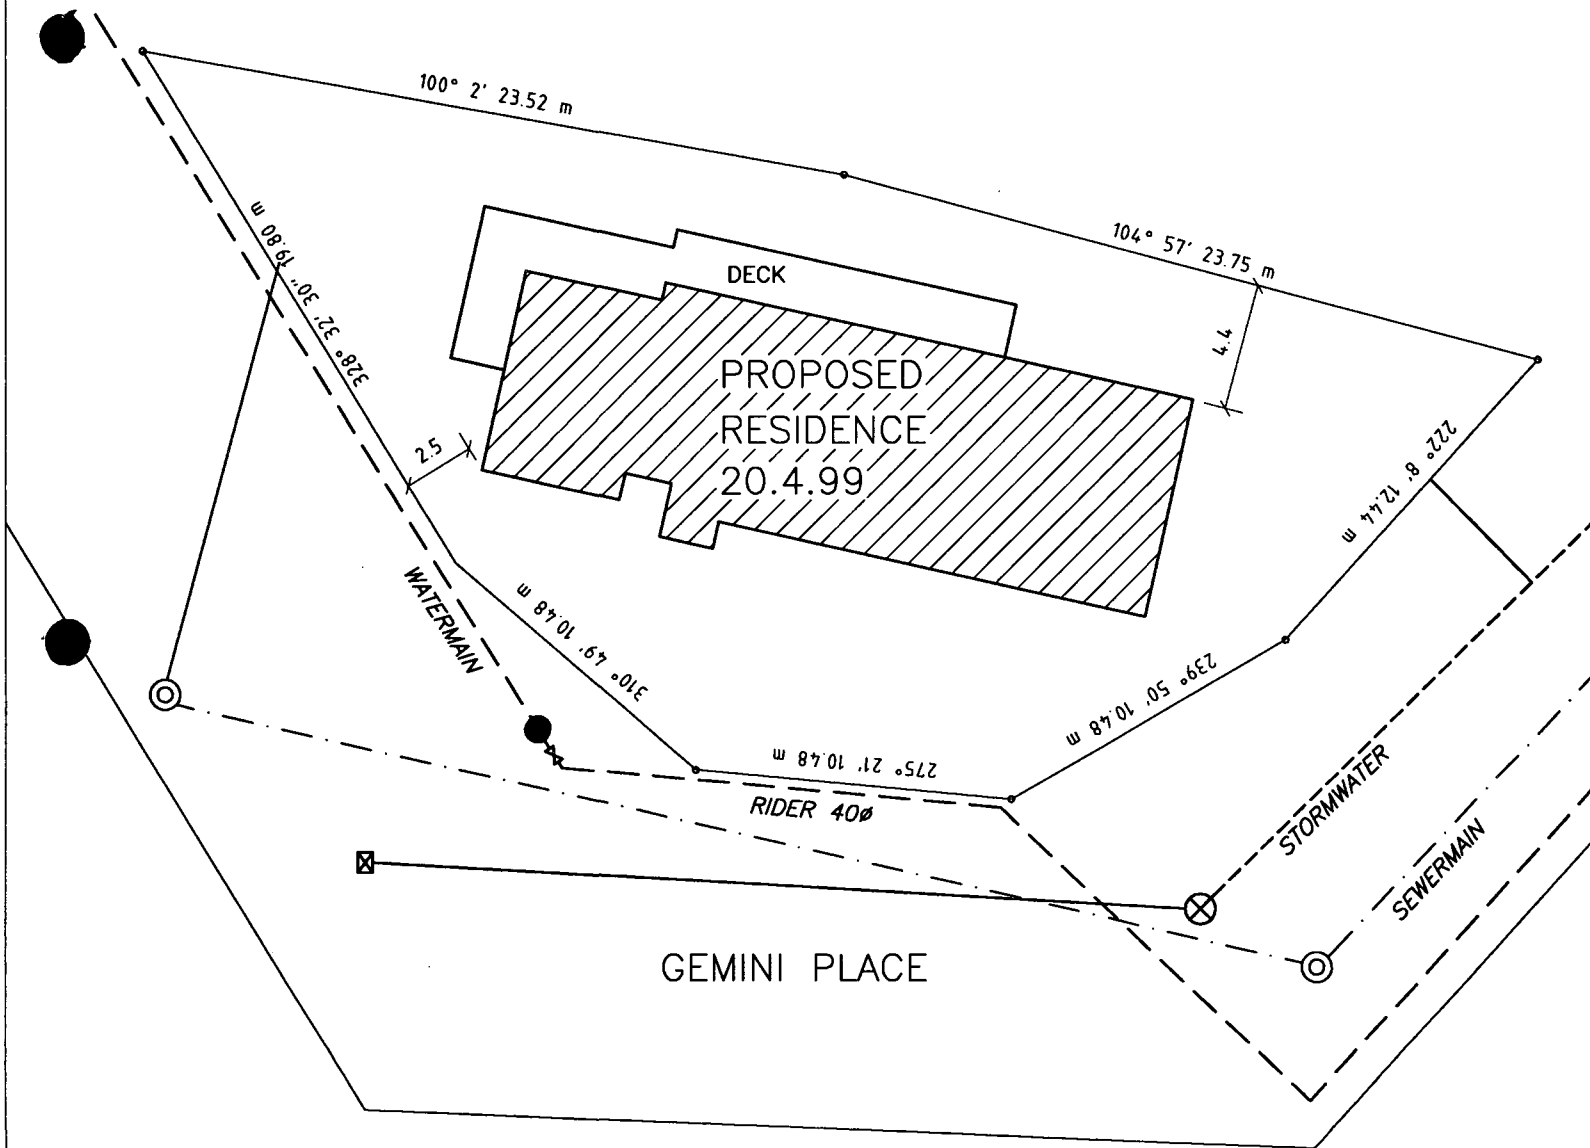 100° 2' 23.52 m
104° 57' 23.75 m
328° 32' 30" 19.80 m
DECK
4.4
PROPOSED
RESIDENCE
20.4.99
2.5
222° 8' 12.44 m
WATERMAIN
310° 49' 10.48 m
239° 50' 10.48 m
275° 21' 10.48 m
RIDER 40ø
STORMWATER
SEWERMAIN
GEMINI PLACE